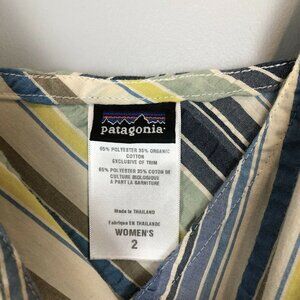 patagonia
65% POLYESTER 35% ORGANIC
COTTON
EXCLUSIVE OF TRIM
65% POLYESTER 35% COTON DE
CULTURE BIOLOGIQUE
A PART LA GARNITURE
Made in THAILAND
Fabriqué EN THAÏLANDE
WOMEN'S
2